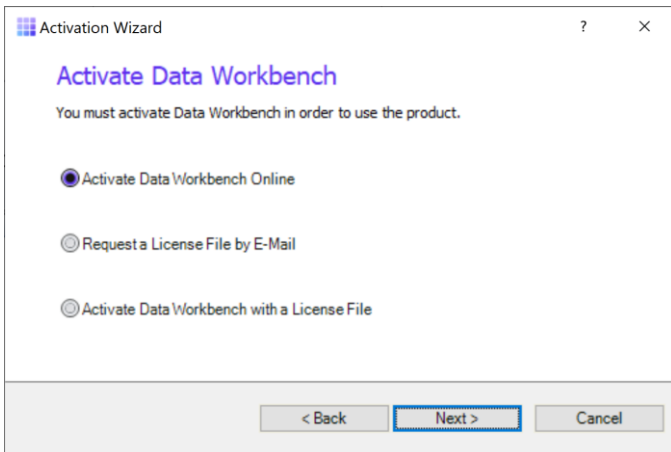 Activation Wizard ? ×
Activate Data Workbench
You must activate Data Workbench in order to use the product.
Activate Data Workbench Online
Request a License File by E-Mail
Activate Data Workbench with a License File
< Back Next > Cancel